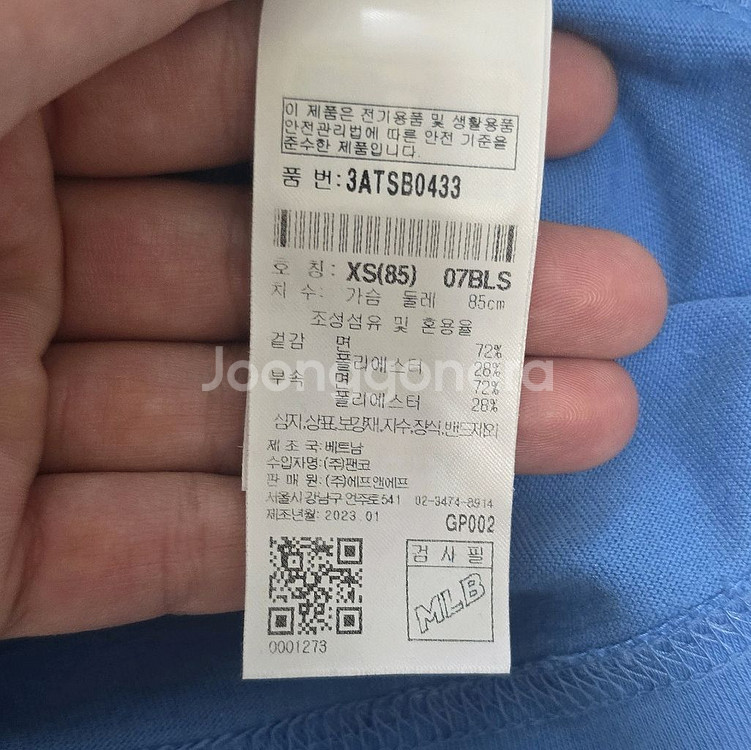 이 제품은 전기용품 및 생활용품
안전관리법에 따른 안전 기준을
준수한 제품입니다.
품 번: 3ATSB0433
호 칭: XS(85) 07BLS
치 수: 가슴 둘레 85cm
조성섬유 및 혼용율
겉감 면 72%
폴리에스터 28%
부속 면 72%
폴리에스터 28%
심지,상표,보강재,자수,장식,밴드제외
제 조 국:베트남
수입자명:(주)팬코
판 매 원: (주)에프앤에프
서울시 강남구 언주로541 02-3474-8914
제조년월: 2023.01
GP002
검 사 필
MLB
0001273
Joonggonara